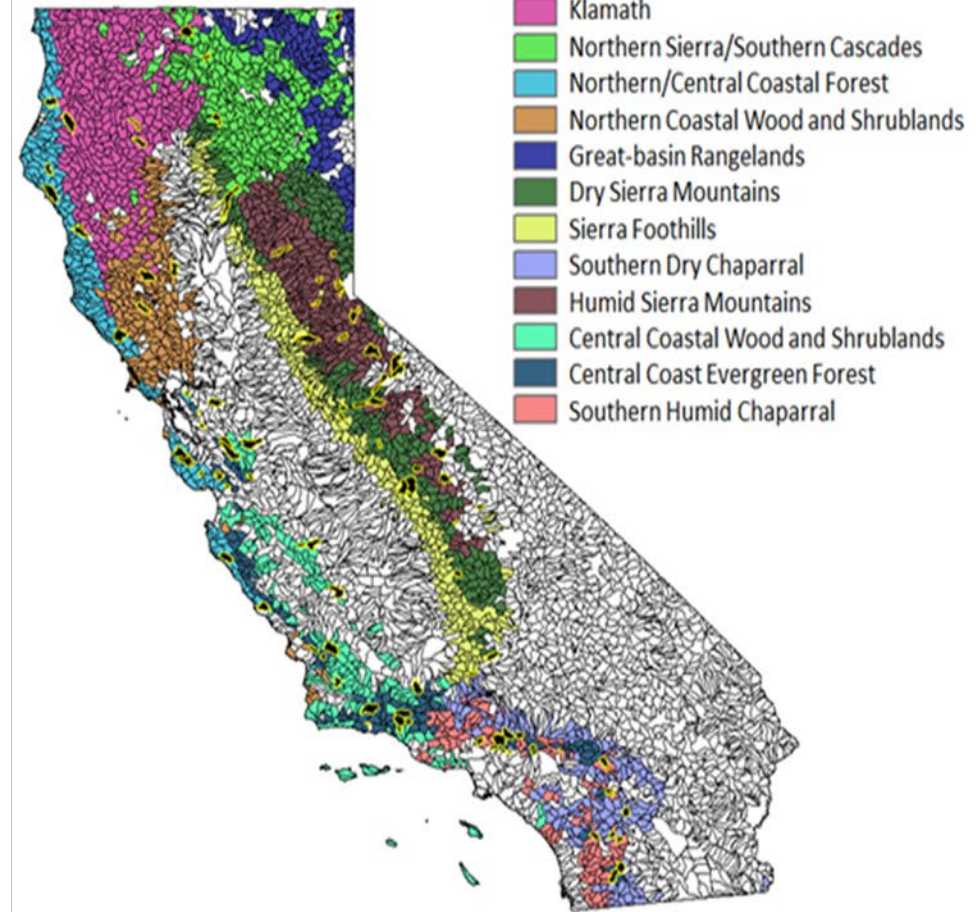 Klamath
Northern Sierra/Southern Cascades
Northern/Central Coastal Forest
Northern Coastal Wood and Shrublands
Great-basin Rangelands
Dry Sierra Mountains
Sierra Foothills
Southern Dry Chaparral
Humid Sierra Mountains
Central Coastal Wood and Shrublands
Central Coast Evergreen Forest
Southern Humid Chaparral